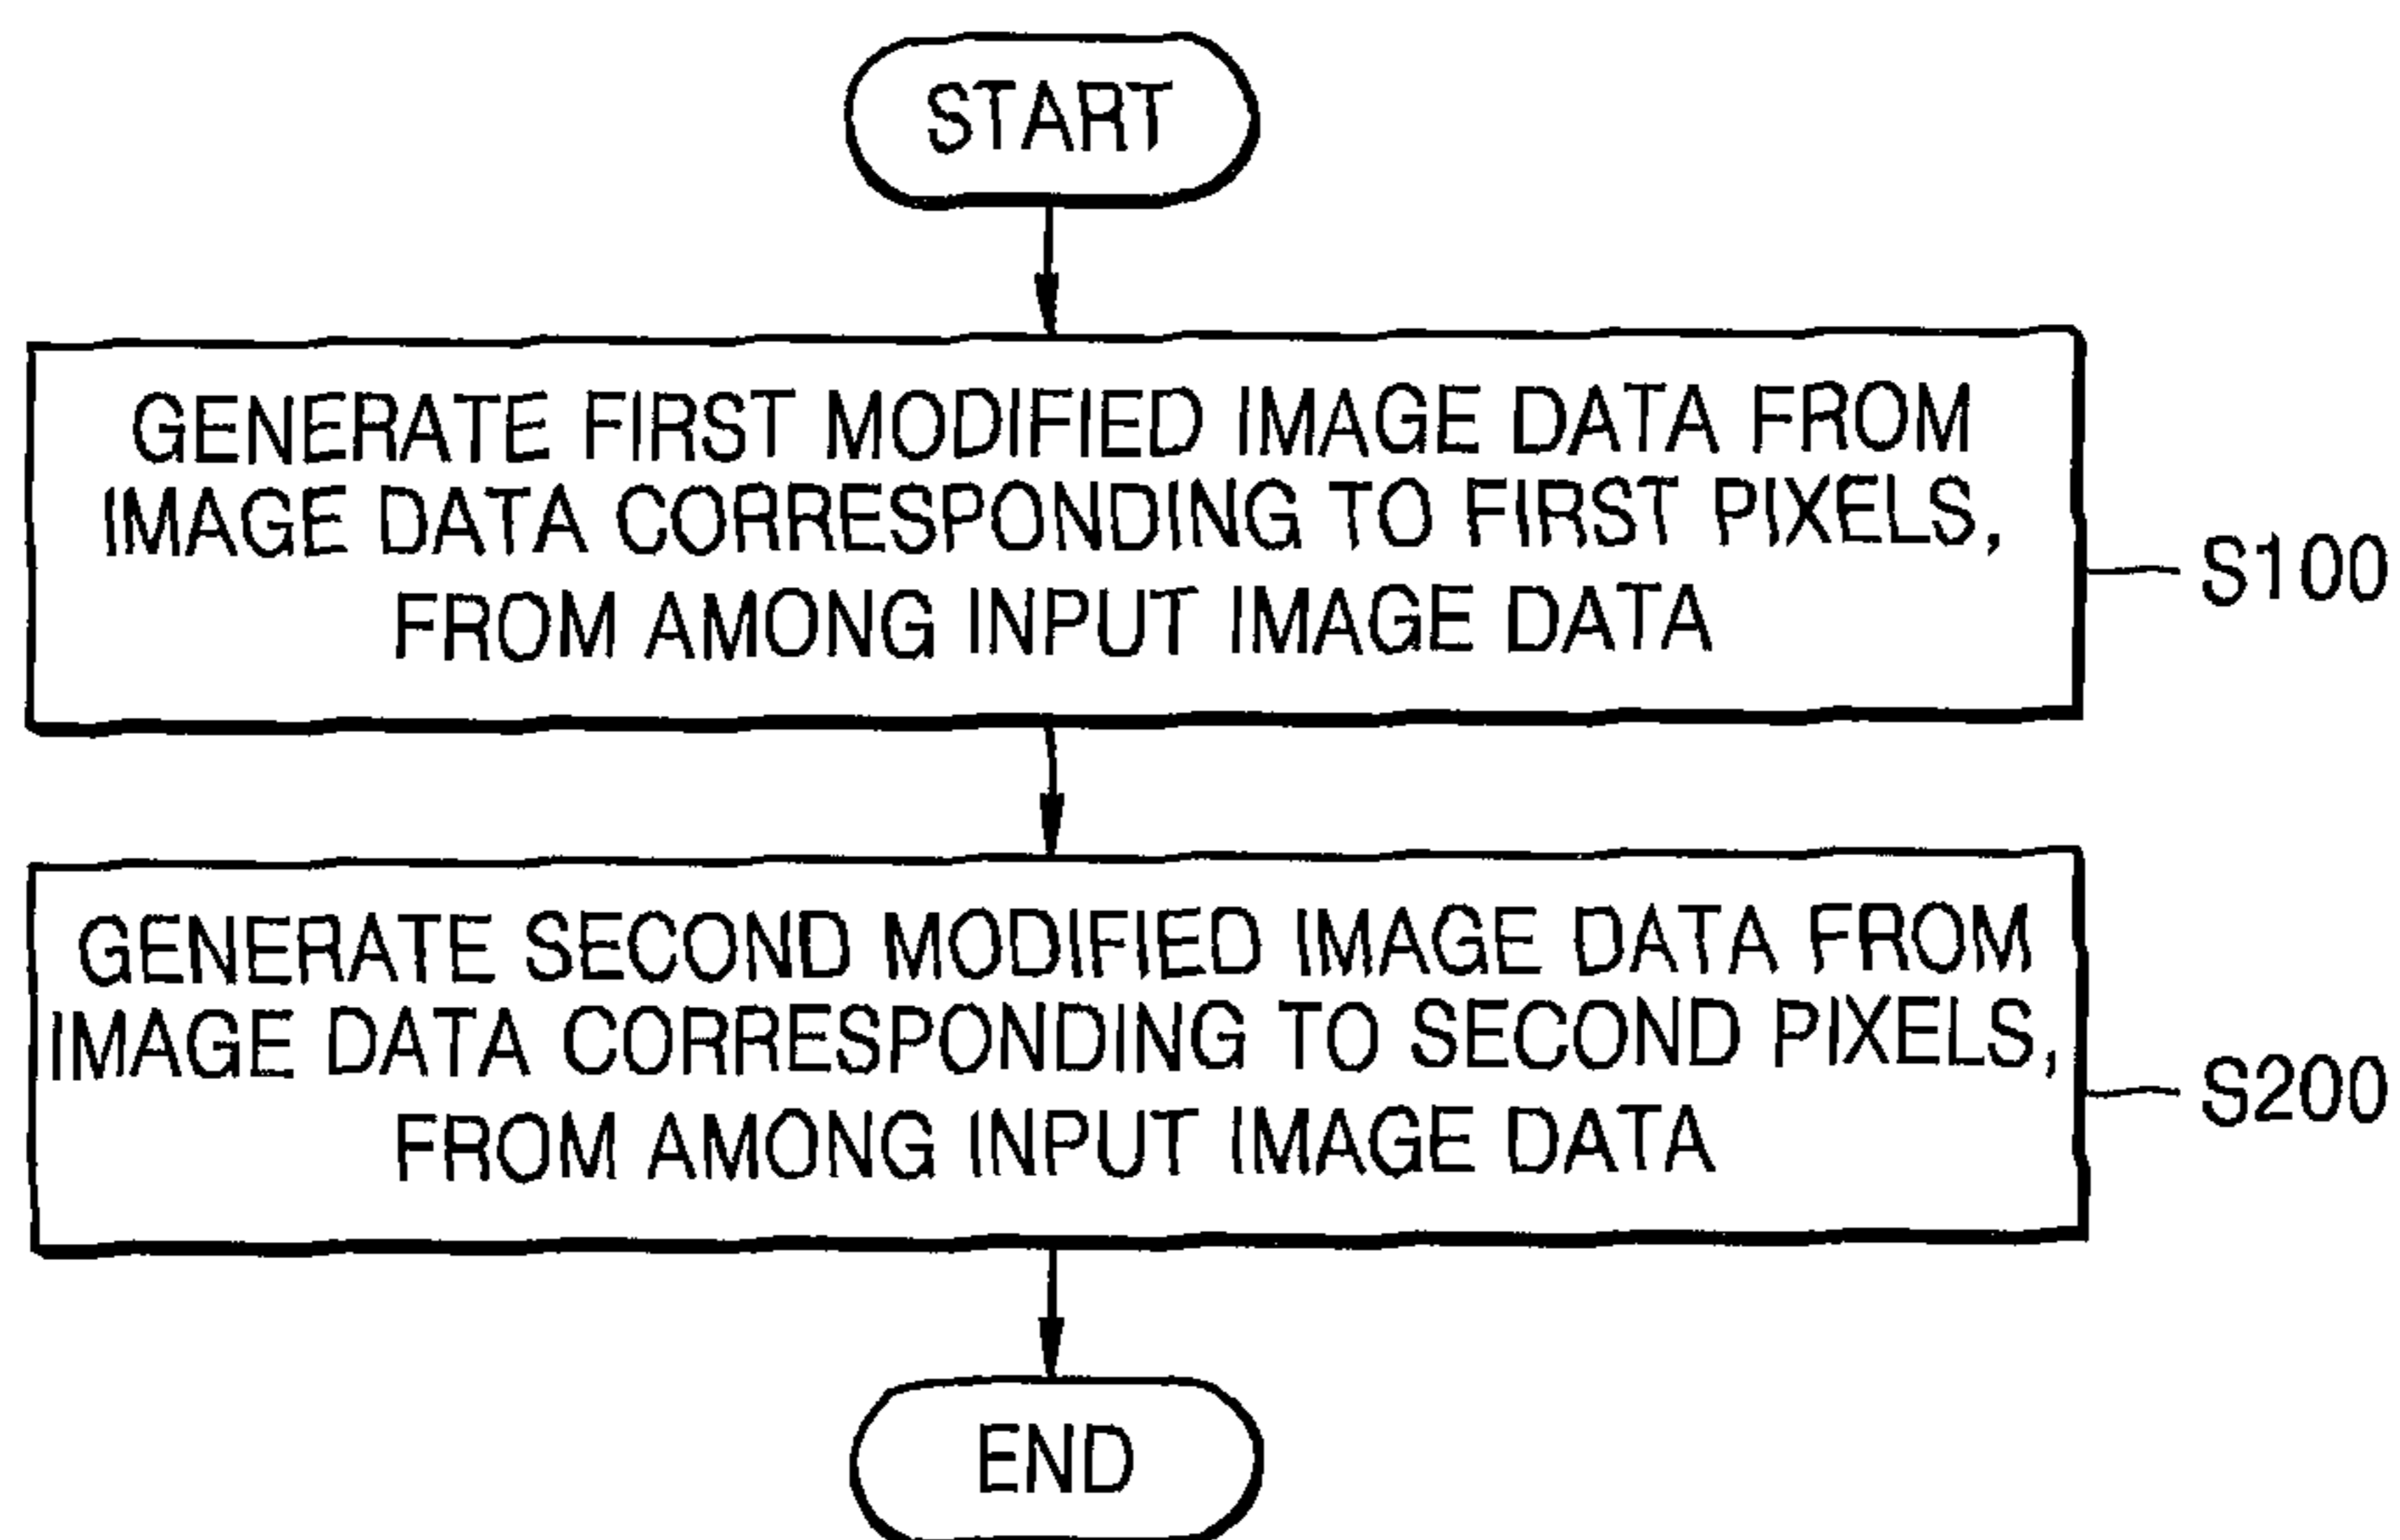 START
GENERATE FIRST MODIFIED IMAGE DATA FROM
IMAGE DATA CORRESPONDING TO FIRST PIXELS,
FROM AMONG INPUT IMAGE DATA
S100
GENERATE SECOND MODIFIED IMAGE DATA FROM
IMAGE DATA CORRESPONDING TO SECOND PIXELS,
FROM AMONG INPUT IMAGE DATA
S200
END